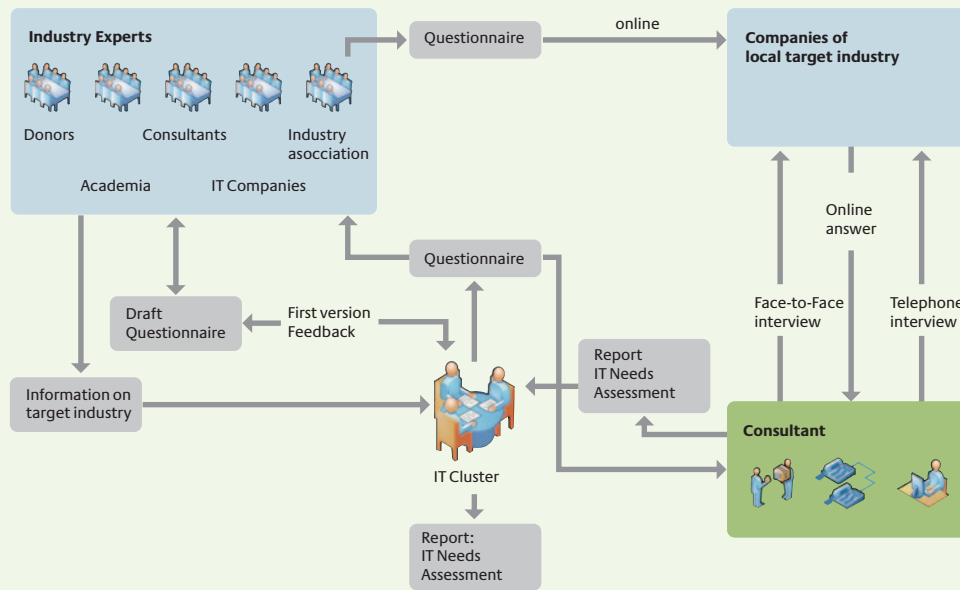 Industry Experts
Donors
Consultants
Industry
asocciation
Academia
IT Companies
Questionnaire
online
Companies of
local target industry
Online
answer
Questionnaire
Face-to-Face
interview
Telephone
interview
Draft
Questionnaire
First version
Feedback
Report
IT Needs
Assessment
Information on
target industry
Consultant
IT Cluster
Report:
IT Needs
Assessment